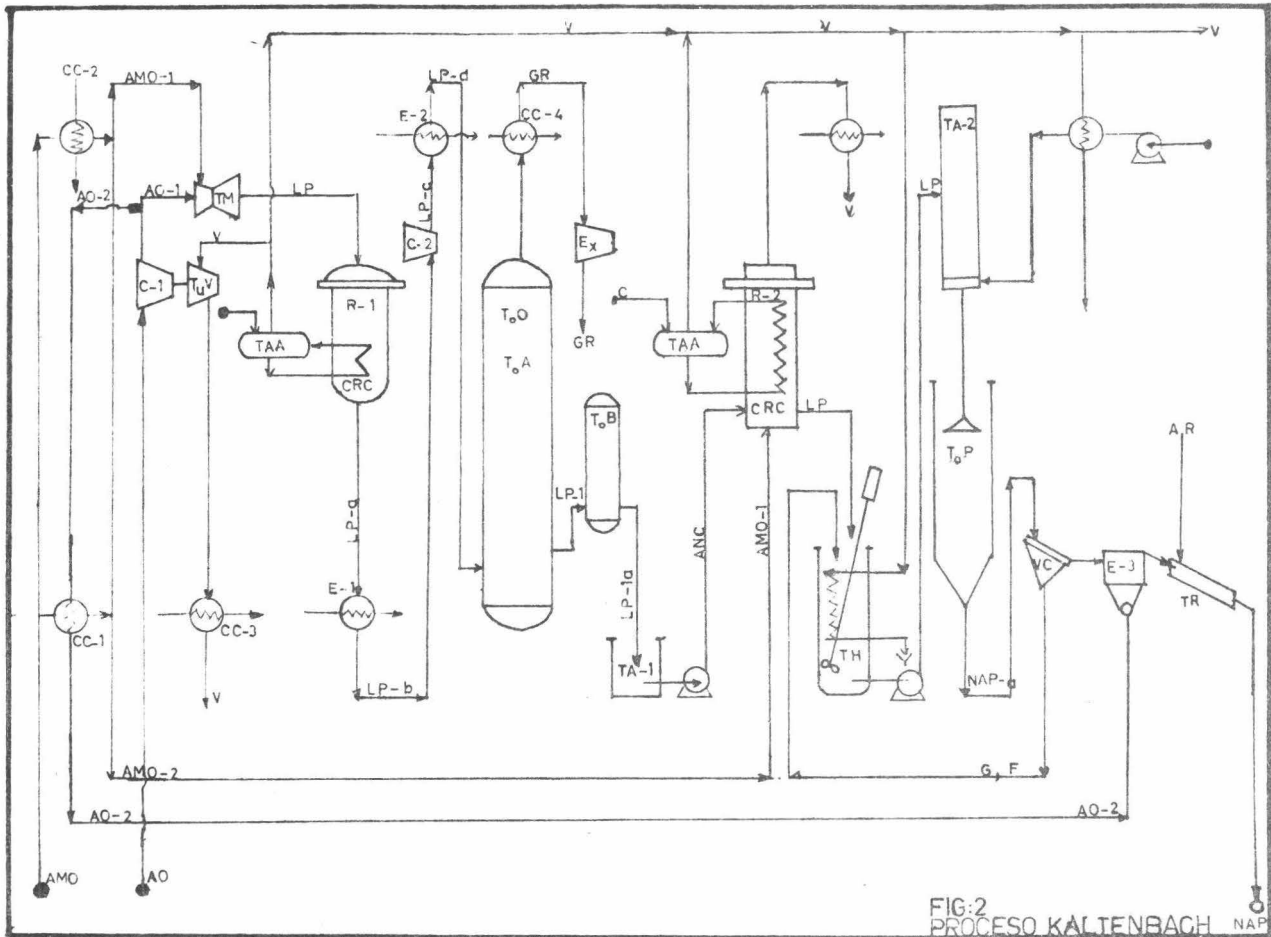 V
V
V
CC-2
AMO-1
LP-d
GR
E-2
CC-4
TA-2
AO-2
AO-1
TM
LP
LP-c
LP
V
V
C-2
Ex
C-1
TuV
R-1
R-2
C
TAA
ToD
GR
TAA
ToA
CRC
CRC
LP
ToB
ToP
A.R
LP-a
LP-1
ANC
AMO-1
VC
E-3
E-1
LP-1a
TR
CC-1
CC-3
TA-1
TH
V
LP-b
NAP-a
AMO-2
G, F
AO-2
AO-2
AMO
AO
FIG:2
PROCESO KALTENBACH
NAP